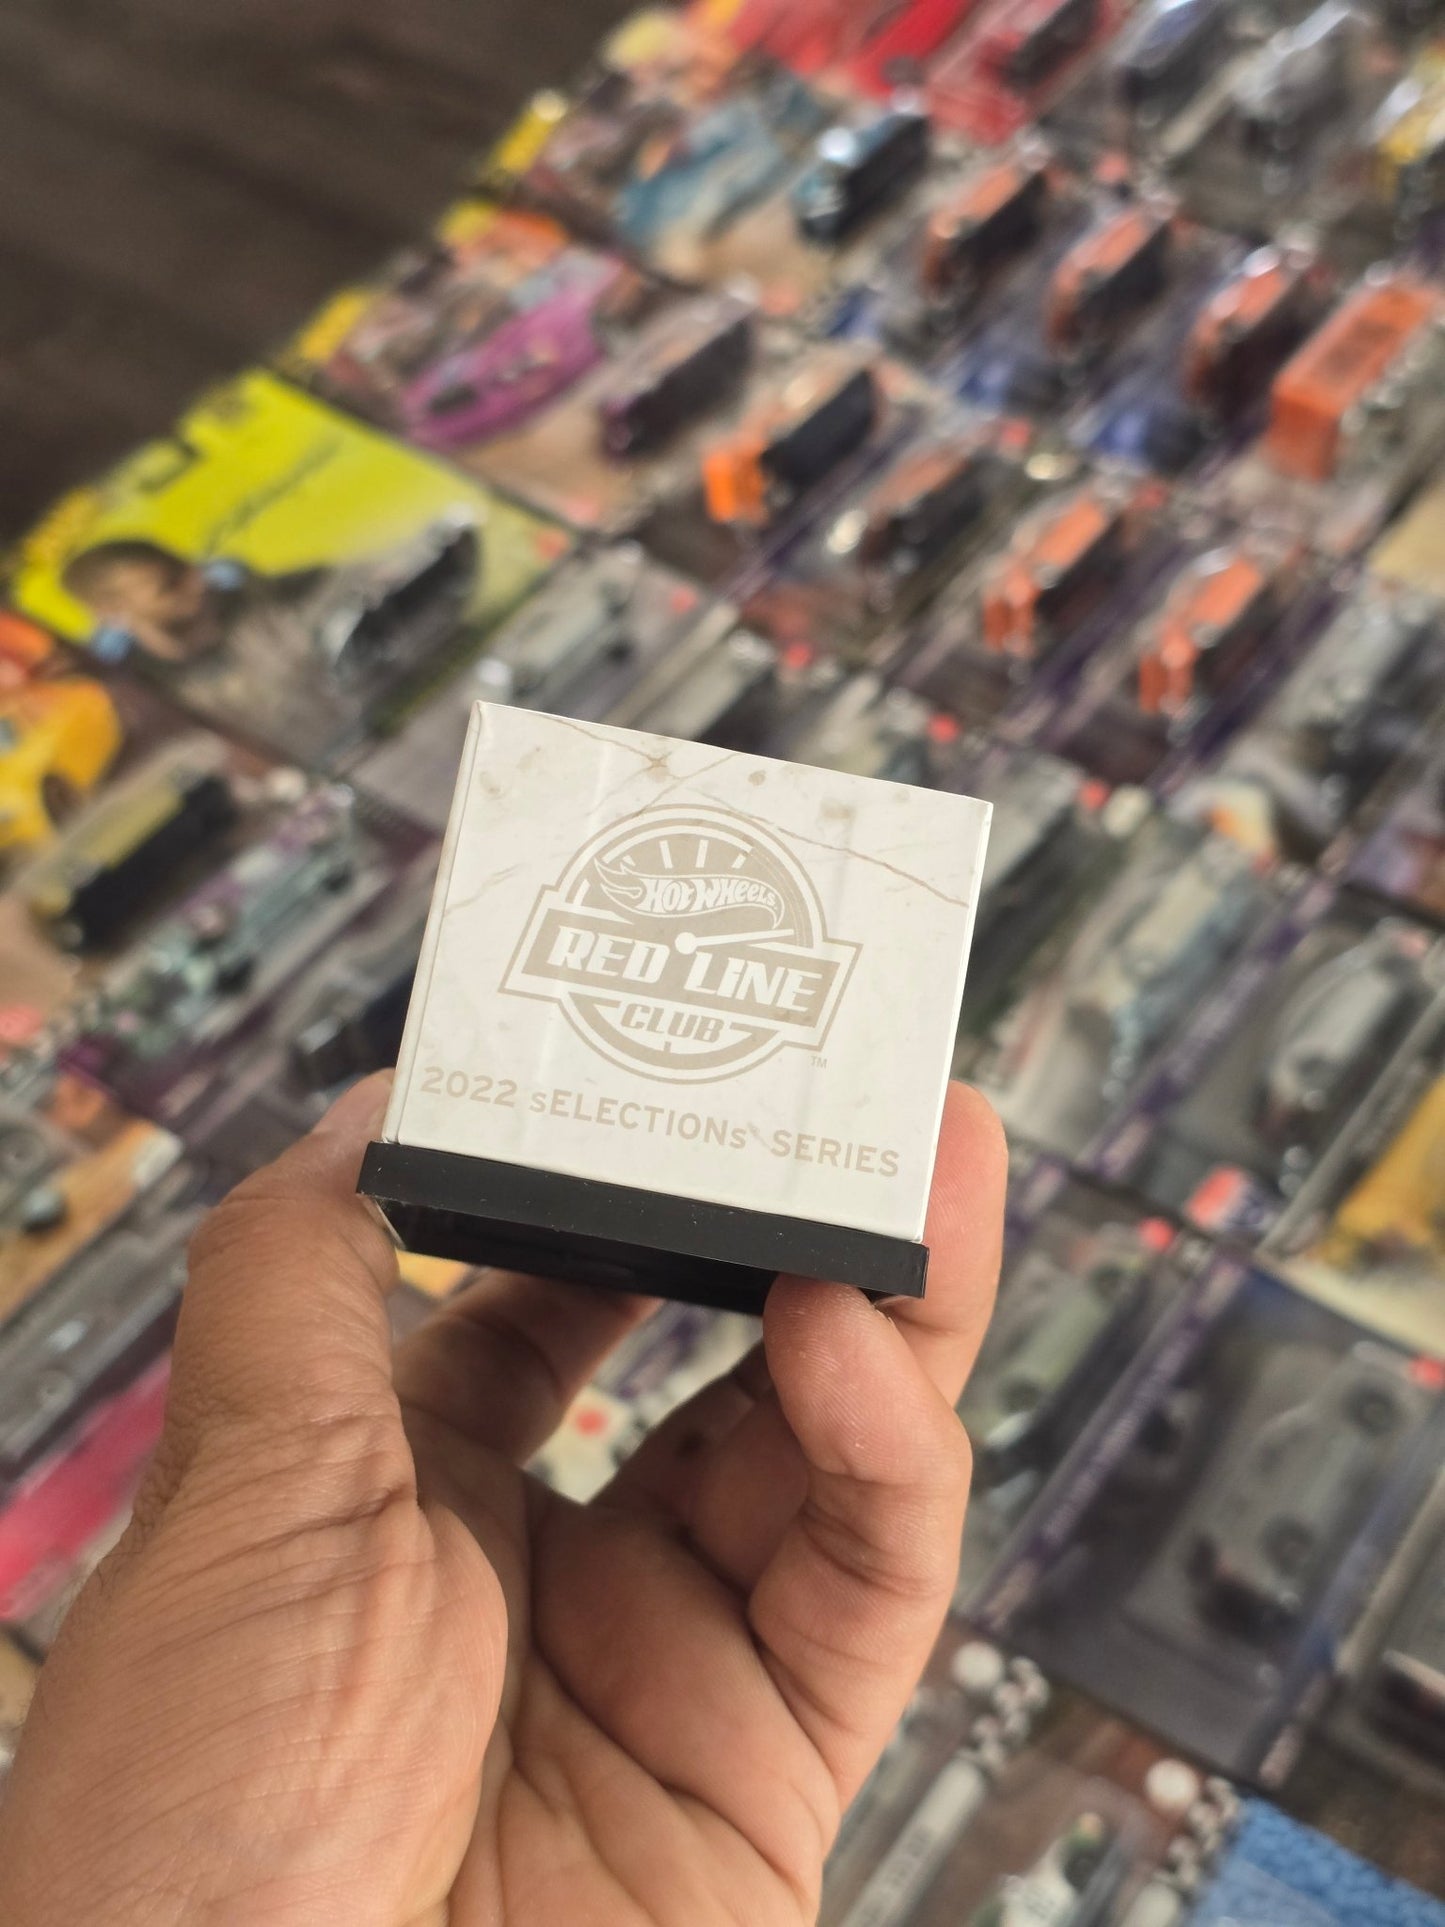 HOT WHEELS
RED LINE
CLUB
TM
2022 sELECTIONs SERIES